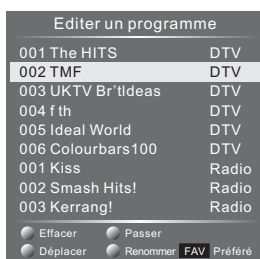 Editer un programme
001 The HITS DTV
002 TMF DTV
003 UKTV Br'tIdeas DTV
004 f th DTV
005 Ideal World DTV
006 Colourbars100 DTV
001 Kiss Radio
002 Smash Hits! Radio
003 Kerrang! Radio
Effacer Passer
Déplacer Renommer FAV Préféré